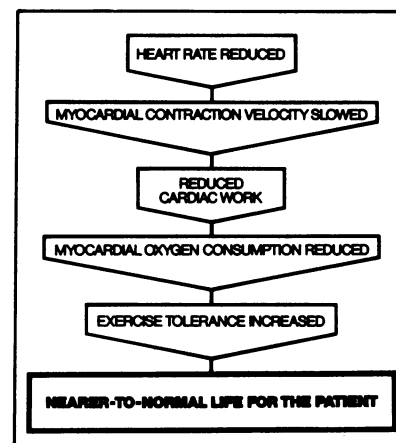 HEART RATE REDUCED
MYOCARDIAL CONTRACTION VELOCITY SLOWED
REDUCED
CARDIAC WORK
MYOCARDIAL OXYGEN CONSUMPTION REDUCED
EXERCISE TOLERANCE INCREASED
NEARER-TO-NORMAL LIFE FOR THE PATIENT